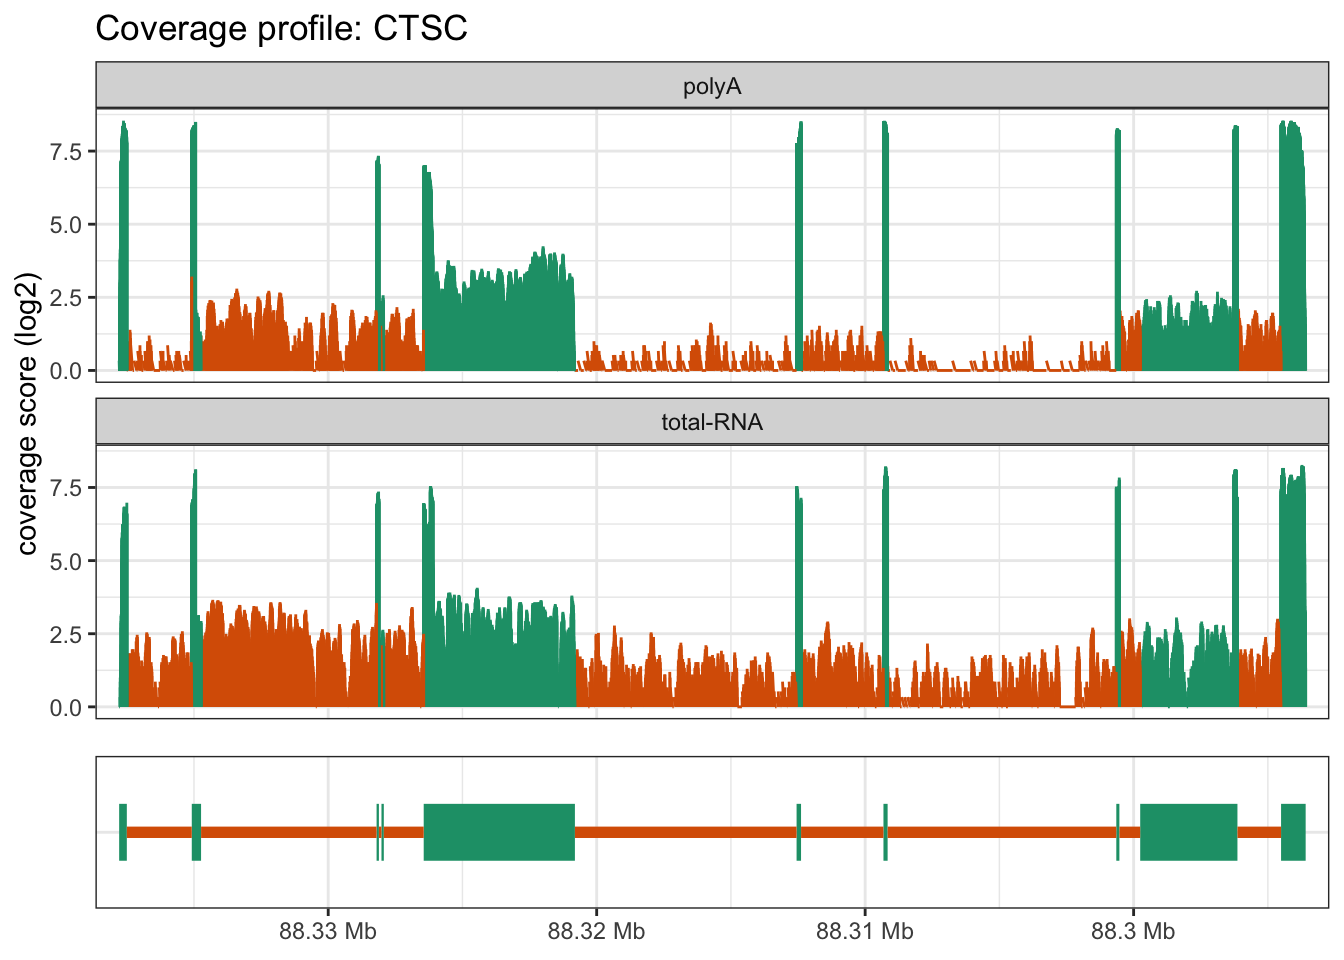 Coverage profile: CTSC
polyA
7.5
5.0
2.5
0.0
coverage score (log2)
total-RNA
7.5
5.0
2.5
0.0
88.33 Mb 88.32 Mb 88.31 Mb 88.3 Mb